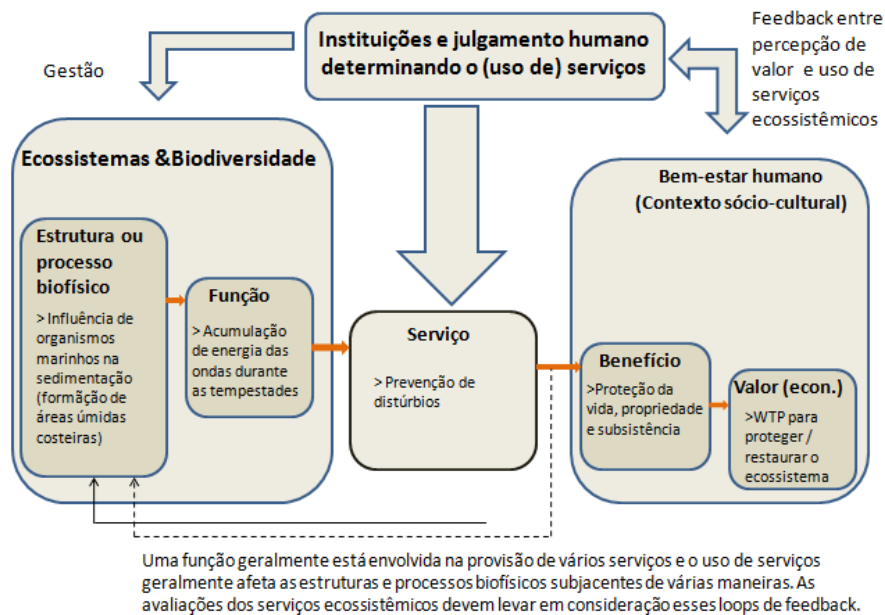 Instituições e julgamento humano
determinando o (uso de) serviços
Feedback entre
percepção de
valor e uso de
serviços
ecossistêmicos
Gestão
Ecossistemas &Biodiversidade
Estrutura ou
processo
biofísico
> Influência de
organismos
marinhos na
sedimentação
(formãção de
áreas úmidas
costeiras)
Função
> Acumulação
de energia das
ondas durante
as tempestades
Serviço
> Prevenção de
distúrbios
Bem-estar humano
(Contexto sócio-cultural)
Benefício
>Proteção da
vida, propriedade
e subsistência
Valor (econ.)
>WTP para
proteger /
restaurar o
ecossistema
Uma função geralmente está envolvida na provisão de vários serviços e o uso de serviços
geralmente afeta as estruturas e processos biofísicos subjacentes de várias maneiras. As
avaliações dos serviços ecossistêmicos devem levar em consideração esses loops de feedback.